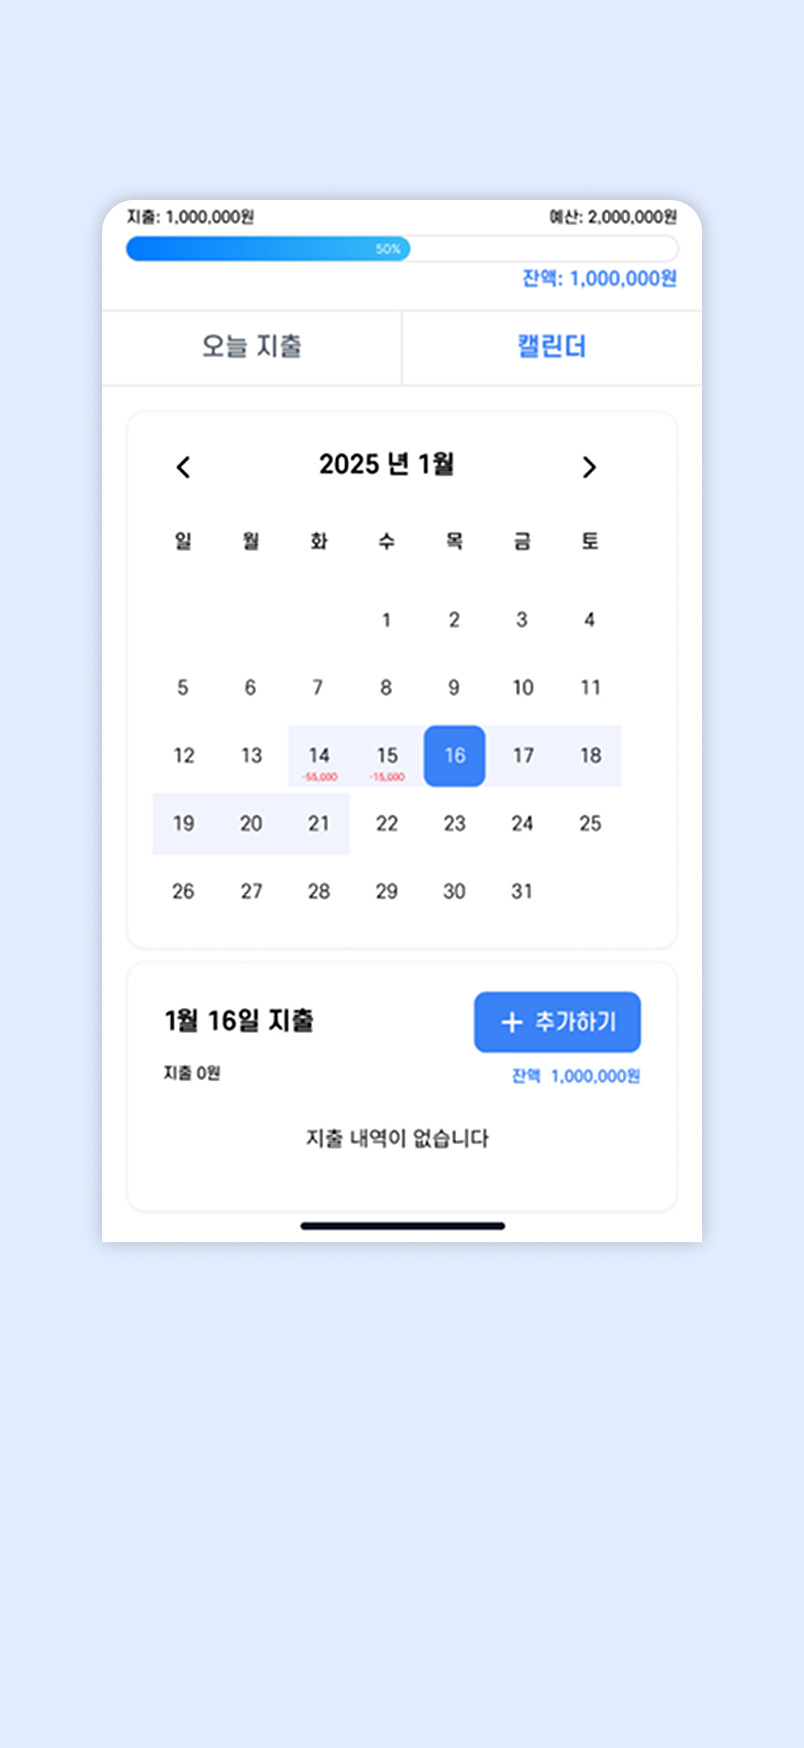 지출: 1,000,000원 예산: 2,000,000원
50%
잔액: 1,000,000원
오늘 지출 캘린더
2025 년 1월
일 월 화 수 목 금 토
1 2 3 4
5 6 7 8 9 10 11
12 13 14 15 16 17 18
-55,000 -15,000
19 20 21 22 23 24 25
26 27 28 29 30 31
1월 16일 지출 + 추가하기
지출 0원 잔액 1,000,000원
지출 내역이 없습니다